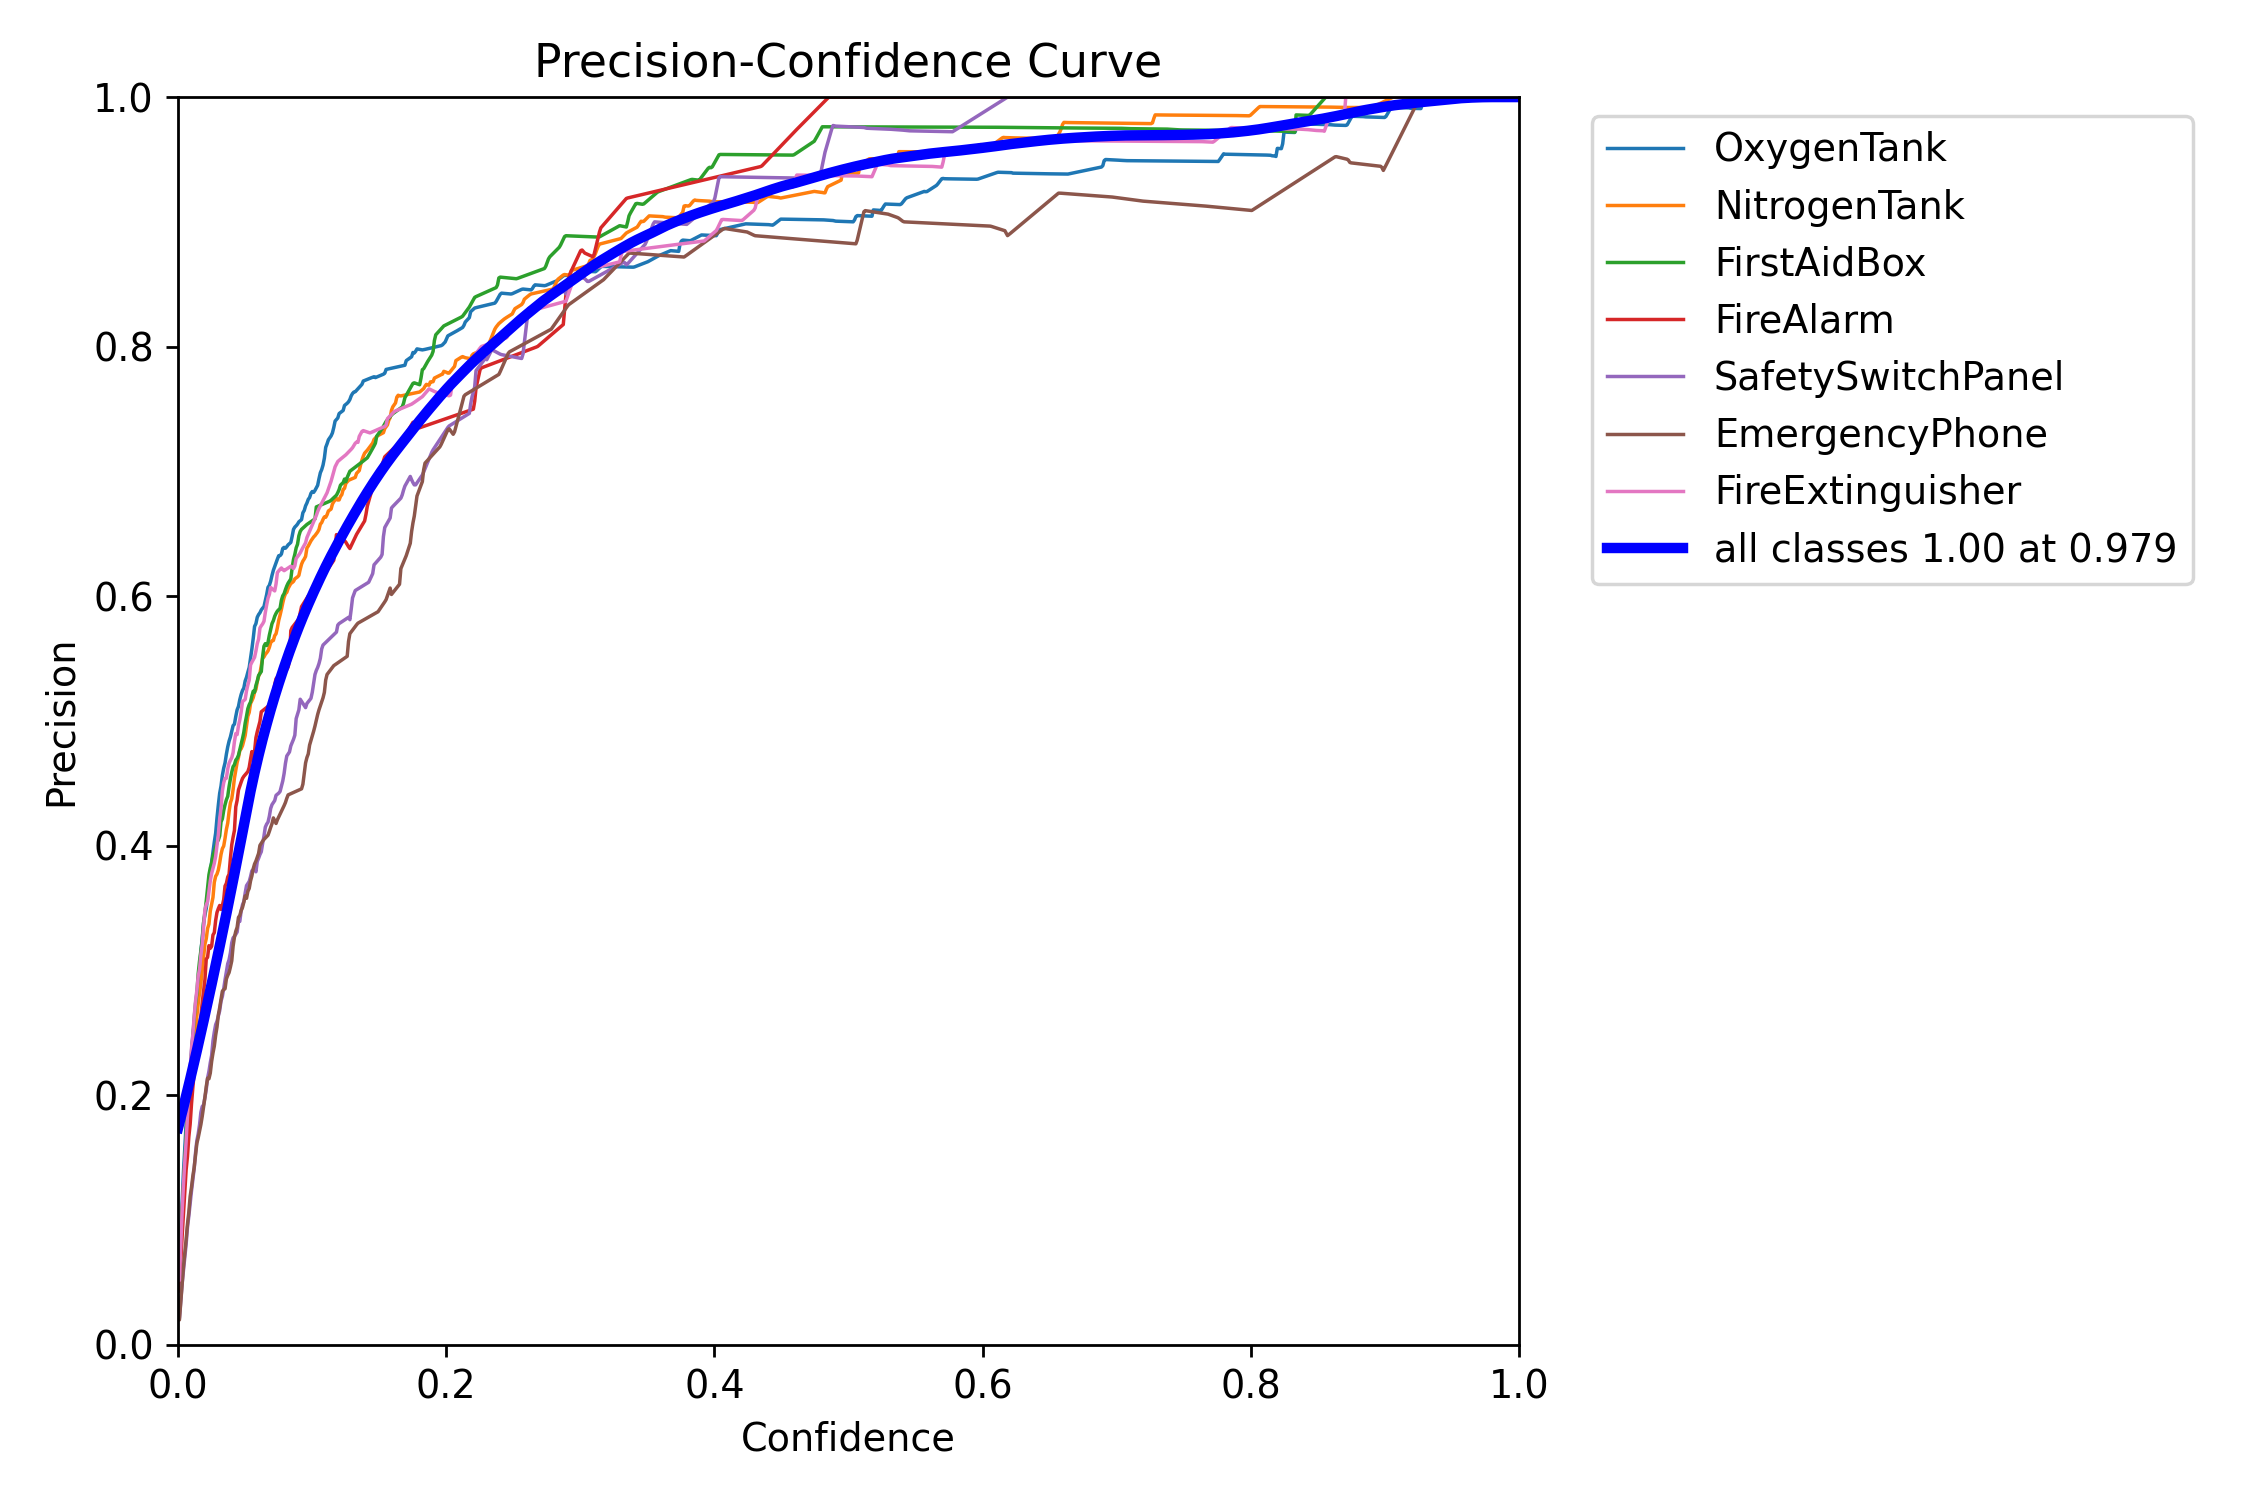 Precision-Confidence Curve
1.0
0.8
0.6
0.4
0.2
0.0
Precision
0.0 0.2 0.4 0.6 0.8 1.0
Confidence
OxygenTank
NitrogenTank
FirstAidBox
FireAlarm
SafetySwitchPanel
EmergencyPhone
FireExtinguisher
all classes 1.00 at 0.979